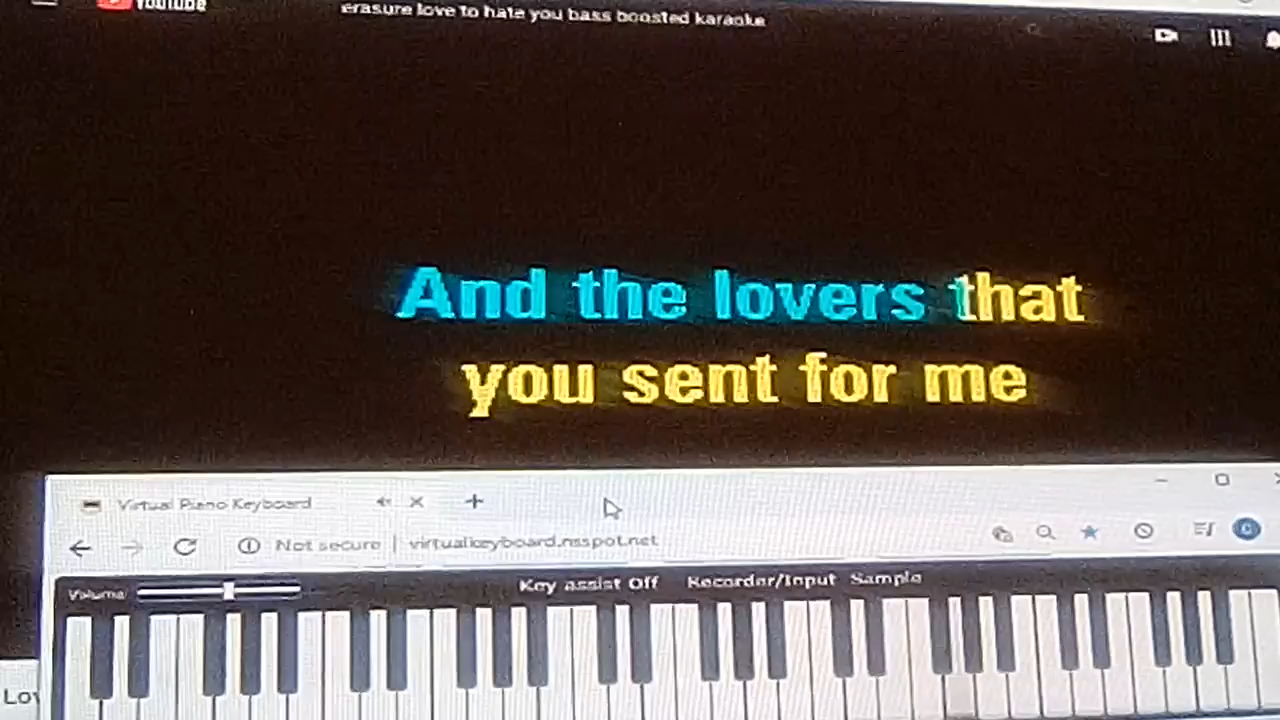 YouTube
erasure love to hate you bass boosted karaoke
And the lovers that
you sent for me
Virtual Piano Keyboard
Not secure | virtualkeyboard.nsspot.net
Volume Key assist Off Recorder/Input Sample